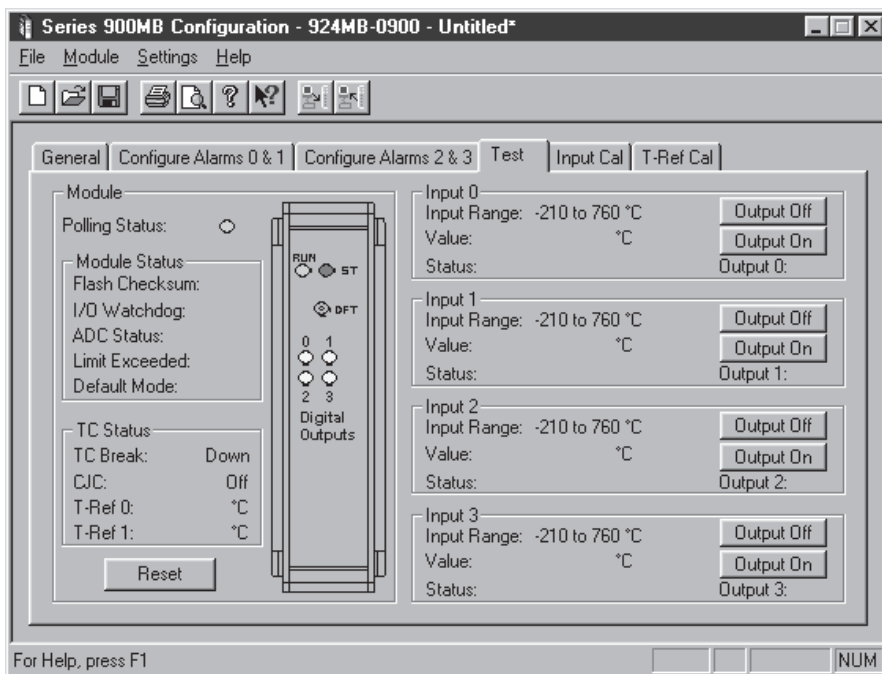 Series 900MB Configuration - 924MB-0900 - Untitled*
File Module Settings Help
General Configure Alarms 0 & 1 Configure Alarms 2 & 3 Test Input Cal T-Ref Cal
Module
Polling Status:
Module Status
Flash Checksum:
I/O Watchdog:
ADC Status:
Limit Exceeded:
Default Mode:
TC Status
TC Break: Down
CJC: Off
T-Ref 0: °C
T-Ref 1: °C
Reset
RUN
ST
DFT
0 1
2 3
Digital
Outputs
Input 0
Input Range: -210 to 760 °C Output Off
Value: °C Output On
Status: Output 0:
Input 1
Input Range: -210 to 760 °C Output Off
Value: °C Output On
Status: Output 1:
Input 2
Input Range: -210 to 760 °C Output Off
Value: °C Output On
Status: Output 2:
Input 3
Input Range: -210 to 760 °C Output Off
Value: °C Output On
Status: Output 3:
For Help, press F1 NUM